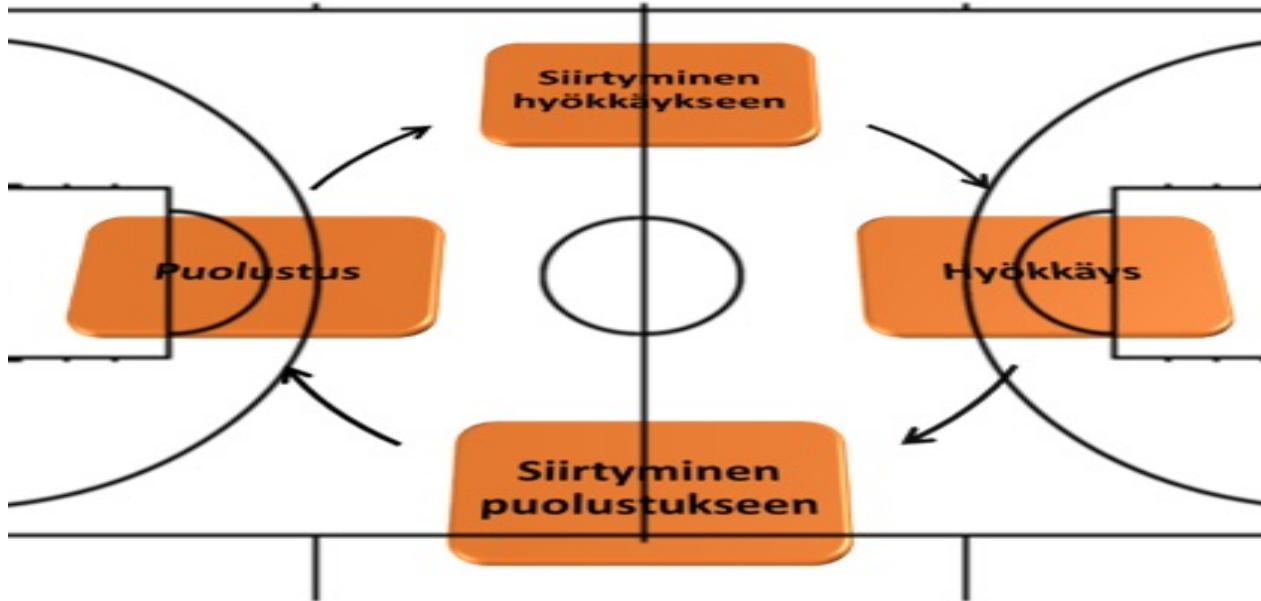 Siirtyminen
hyökkäykseen
Puolustus
Hyökkäys
Siirtyminen
puolustukseen